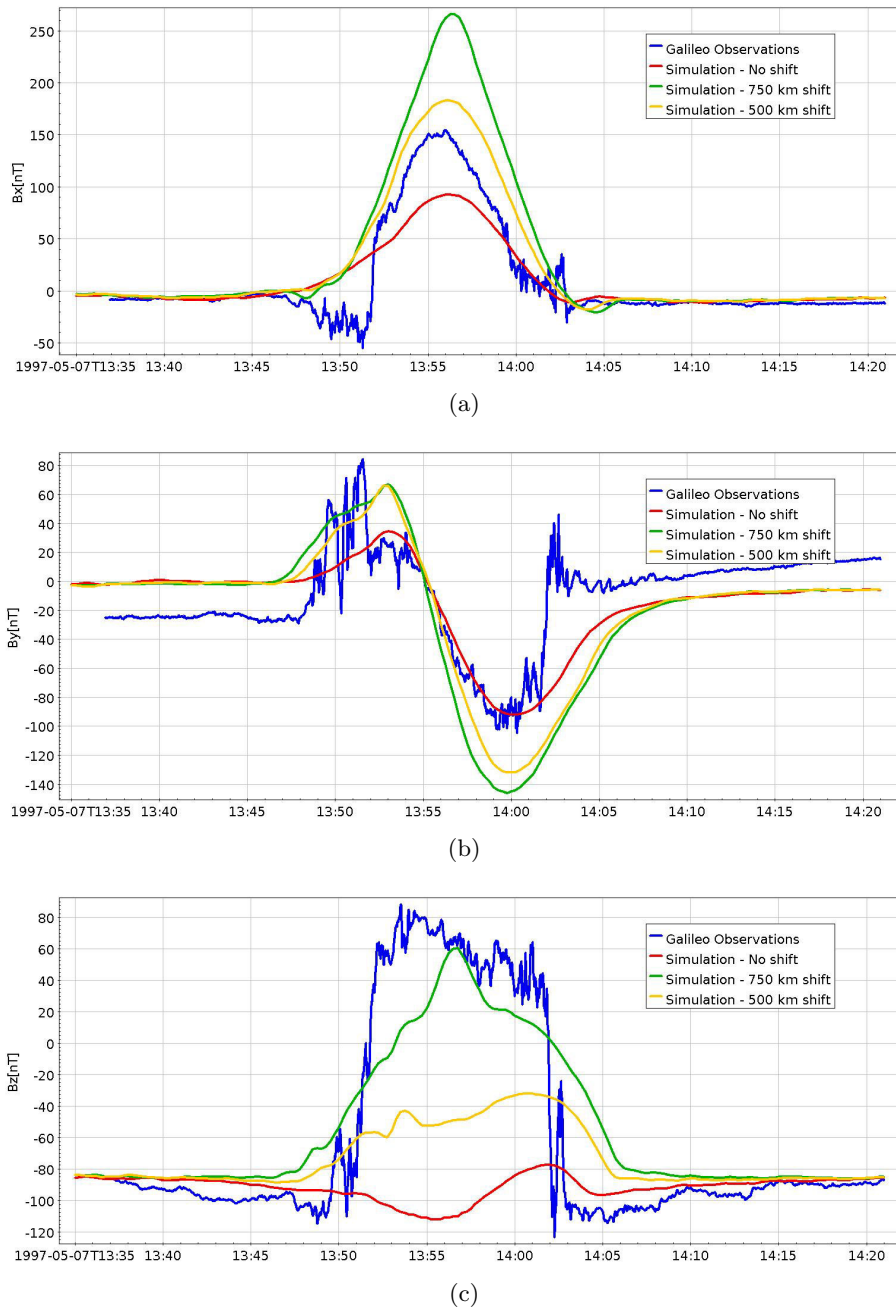 250
200
150
100
50
0
-50
Bx[nT]
Galileo Observations
Simulation - No shift
Simulation - 750 km shift
Simulation - 500 km shift
1997-05-07T13:35 13:40 13:45 13:50 13:55 14:00 14:05 14:10 14:15 14:20
(a)
80
60
40
20
0
-20
-40
-60
-80
-100
-120
-140
By[nT]
Galileo Observations
Simulation - No shift
Simulation - 750 km shift
Simulation - 500 km shift
1997-05-07T13:35 13:40 13:45 13:50 13:55 14:00 14:05 14:10 14:15 14:20
(b)
80
60
40
20
0
-20
-40
-60
-80
-100
-120
Bz[nT]
Galileo Observations
Simulation - No shift
Simulation - 750 km shift
Simulation - 500 km shift
1997-05-07T13:35 13:40 13:45 13:50 13:55 14:00 14:05 14:10 14:15 14:20
(c)